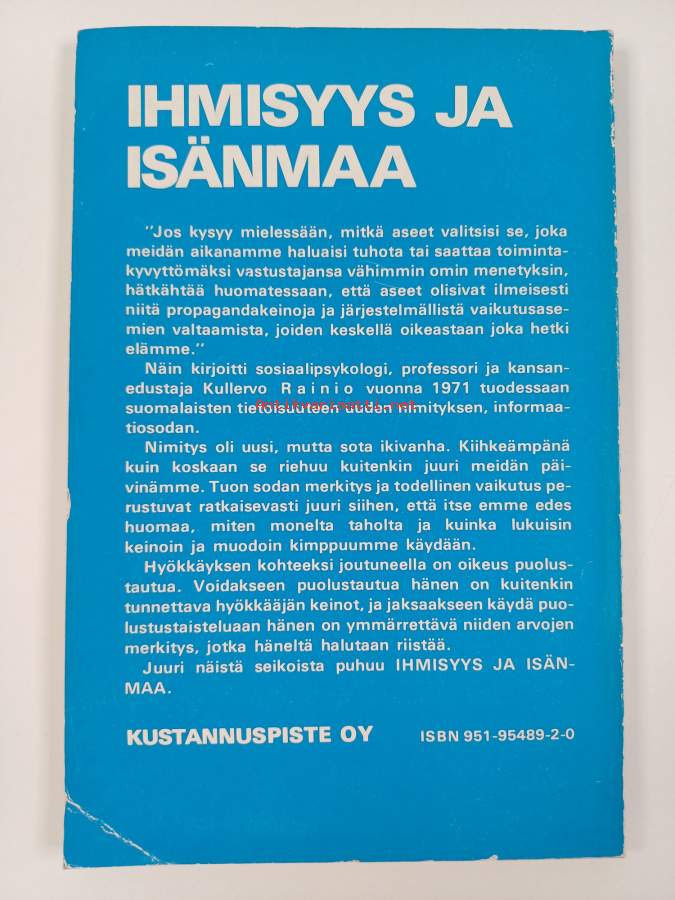 IHMISYYS JA
ISÄNMAA
"Jos kysyy mielessään, mitkä aseet valitsisi se, joka
meidän aikanamme haluaisi tuhota tai saattaa toiminta-
kyvyttömäksi vastustajansa vähimmin omin menetyksin,
hätkähtää huomatessaan, että aseet olisivat ilmeisesti
niitä propagandakeinoja ja järjestelmällistä vaikutusase-
mien valtaamista, joiden keskellä oikeastaan joka hetki
elämme."
Näin kirjoitti sosiaalipsykologi, professori ja kansan-
edustaja Kullervo Rainio vuonna 1971 tuodessaan
suomalaisten tietoisuuteen uuden nimityksen, informaa-
tiosodan.
Antikvariaatti.net
Nimitys oli uusi, mutta sota ikivanha. Kiihkeämpänä
kuin koskaan se riehuu kuitenkin juuri meidän päi-
vinämme. Tuon sodan merkitys ja todellinen vaikutus pe-
rustuvat ratkaisevasti juuri siihen, että itse emme edes
huomaa, miten monelta taholta ja kuinka lukuisin
keinoin ja muodoin kimppuumme käydään.
Hyökkäyksen kohteeksi joutuneella on oikeus puolus-
tautua. Voidakseen puolustautua hänen on kuitenkin
tunnettava hyökkääjän keinot, ja jaksaakseen käydä puo-
lustustaisteluaan hänen on ymmärrettävä niiden arvojen
merkitys, jotka häneltä halutaan riistää.
Juuri näistä seikoista puhuu IHMISYYS JA ISÄN-
MAA.
KUSTANNUSPISTE OY ISBN 951-95489-2-0